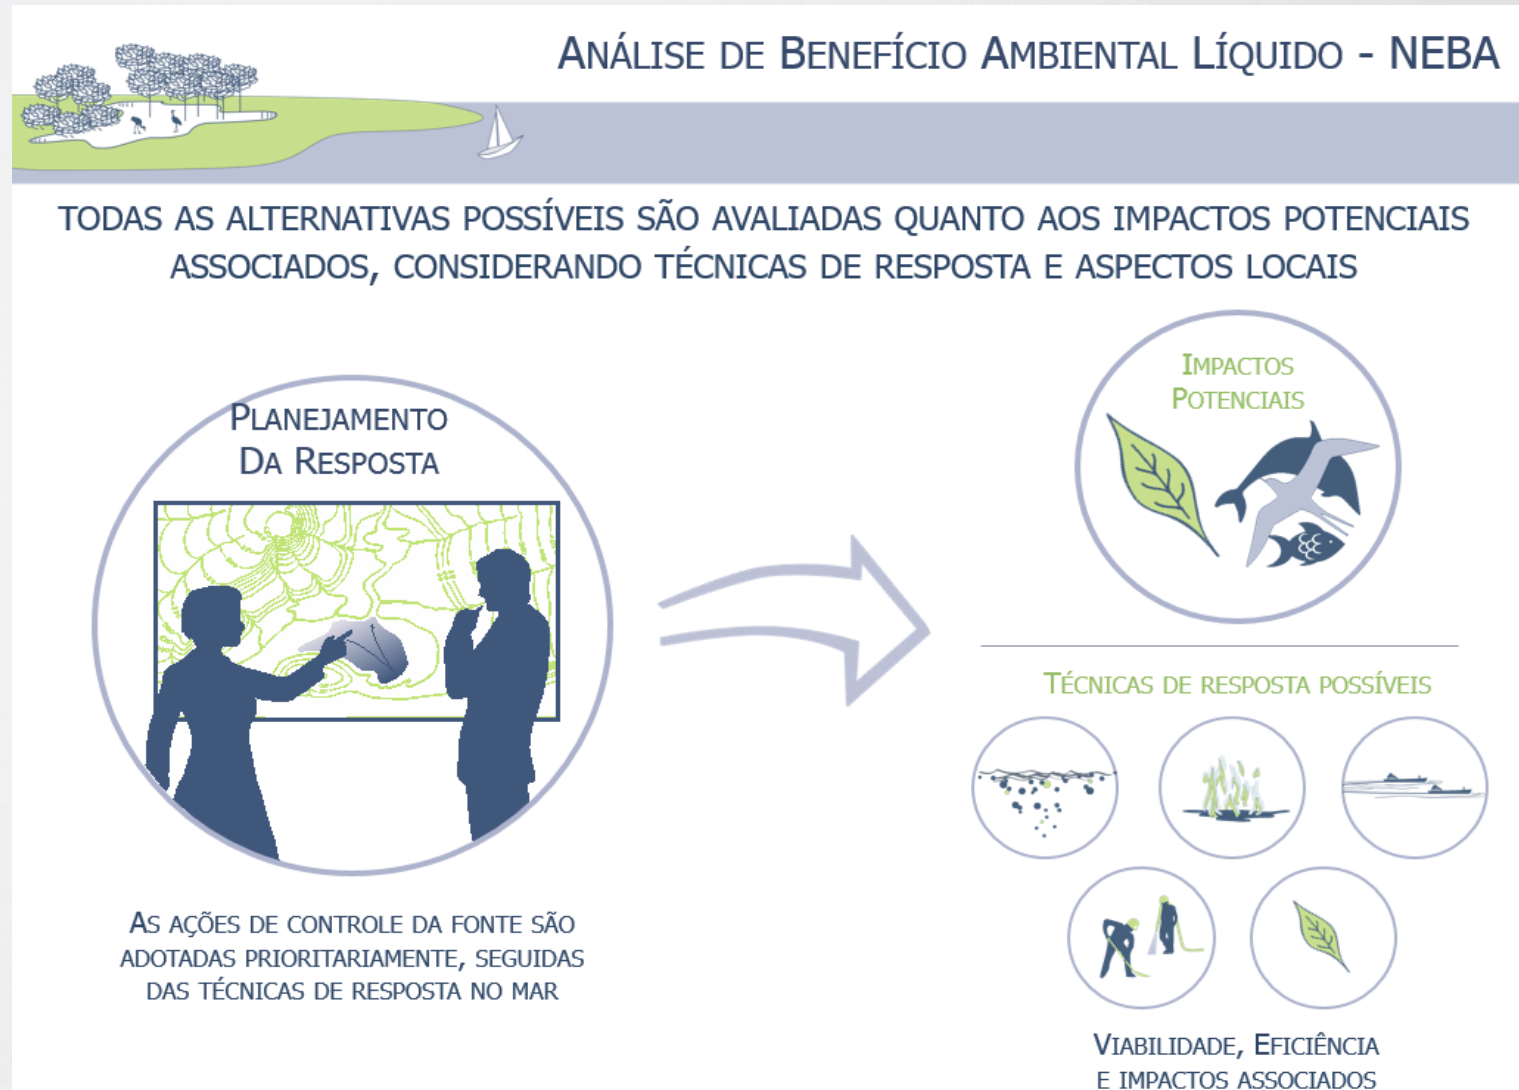 ANÁLISE DE BENEFÍCIO AMBIENTAL LÍQUIDO - NEBA
TODAS AS ALTERNATIVAS POSSÍVEIS SÃO AVALIADAS QUANTO AOS IMPACTOS POTENCIAIS
ASSOCIADOS, CONSIDERANDO TÉCNICAS DE RESPOSTA E ASPECTOS LOCAIS
PLANEJAMENTO
DA RESPOSTA
AS AÇÕES DE CONTROLE DA FONTE SÃO
ADOTADAS PRIORITARIAMENTE, SEGUIDAS
DAS TÉCNICAS DE RESPOSTA NO MAR
IMPACTOS
POTENCIAIS
TÉCNICAS DE RESPOSTA POSSÍVEIS
VIABILIDADE, EFICIÊNCIA
E IMPACTOS ASSOCIADOS